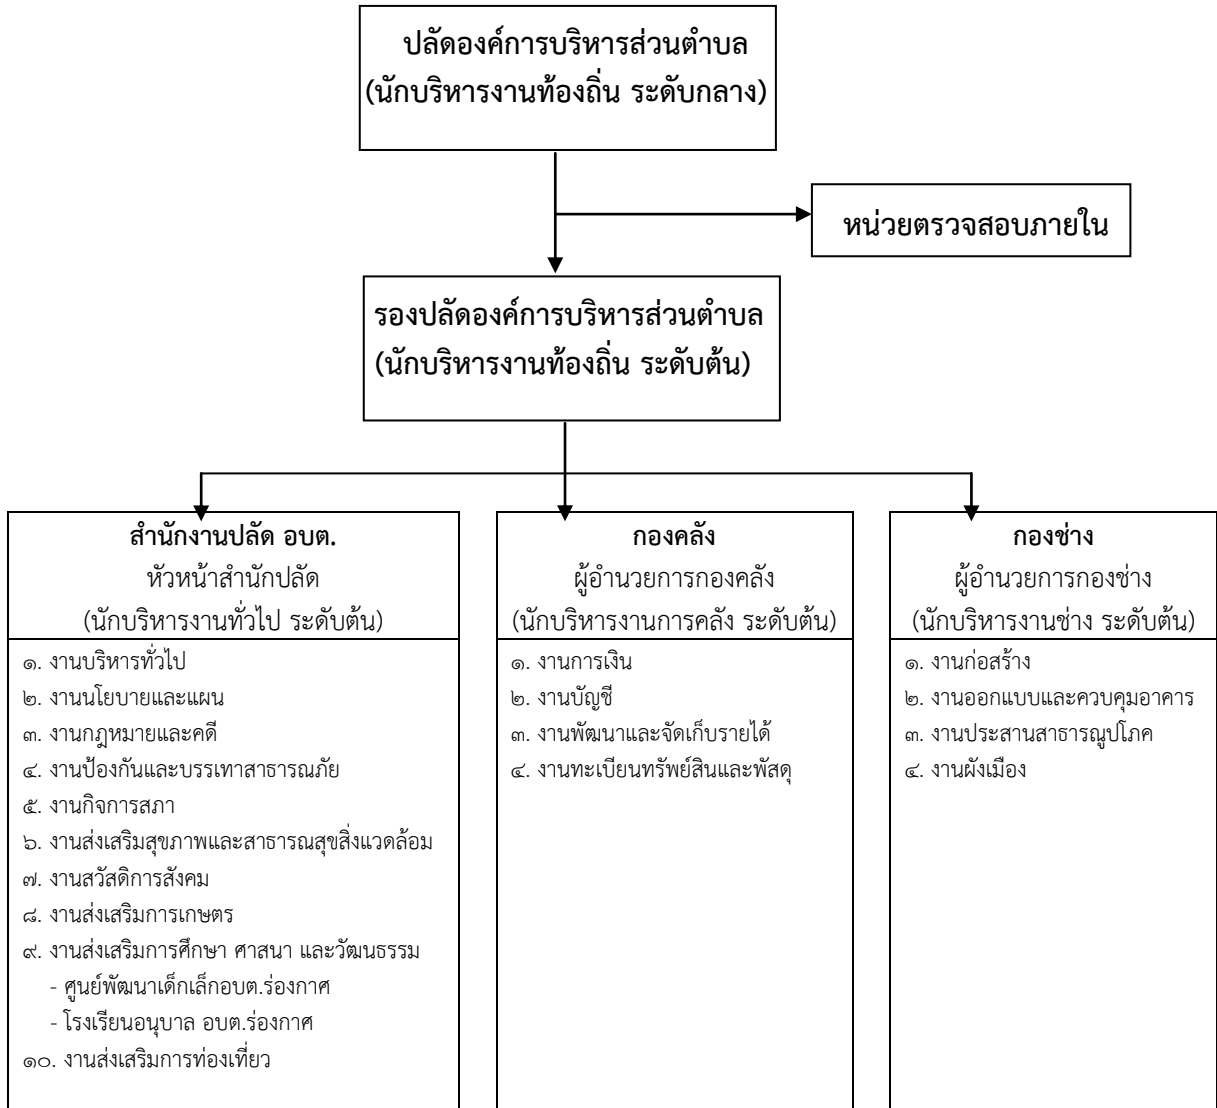 ปลัดองค์การบริหารส่วนตำบล
(นักบริหารงานท้องถิ่น ระดับกลาง)
หน่วยตรวจสอบภายใน
รองปลัดองค์การบริหารส่วนตำบล
(นักบริหารงานท้องถิ่น ระดับต้น)
สำนักงานปลัด อบต.
หัวหน้าสำนักปลัด
(นักบริหารงานทั่วไป ระดับต้น)
๑. งานบริหารทั่วไป
๒. งานนโยบายและแผน
๓. งานกฎหมายและคดี
๔. งานป้องกันและบรรเทาสาธารณภัย
๕. งานกิจการสภา
๖. งานส่งเสริมสุขภาพและสาธารณสุขสิ่งแวดล้อม
๗. งานสวัสดิการสังคม
๘. งานส่งเสริมการเกษตร
๙. งานส่งเสริมการศึกษา ศาสนา และวัฒนธรรม
- ศูนย์พัฒนาเด็กเล็กอบต.ร่องกาศ
- โรงเรียนอนุบาล อบต.ร่องกาศ
๑๐. งานส่งเสริมการท่องเที่ยว
กองคลัง
ผู้อำนวยการกองคลัง
(นักบริหารงานการคลัง ระดับต้น)
๑. งานการเงิน
๒. งานบัญชี
๓. งานพัฒนาและจัดเก็บรายได้
๔. งานทะเบียนทรัพย์สินและพัสดุ
กองช่าง
ผู้อำนวยการกองช่าง
(นักบริหารงานช่าง ระดับต้น)
๑. งานก่อสร้าง
๒. งานออกแบบและควบคุมอาคาร
๓. งานประสานสาธารณูปโภค
๔. งานผังเมือง